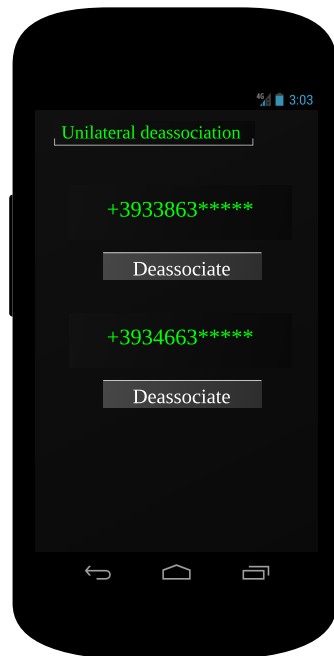 4G 3:03
Unilateral deassociation
+3933863*****
Deassociate
+3934663*****
Deassociate